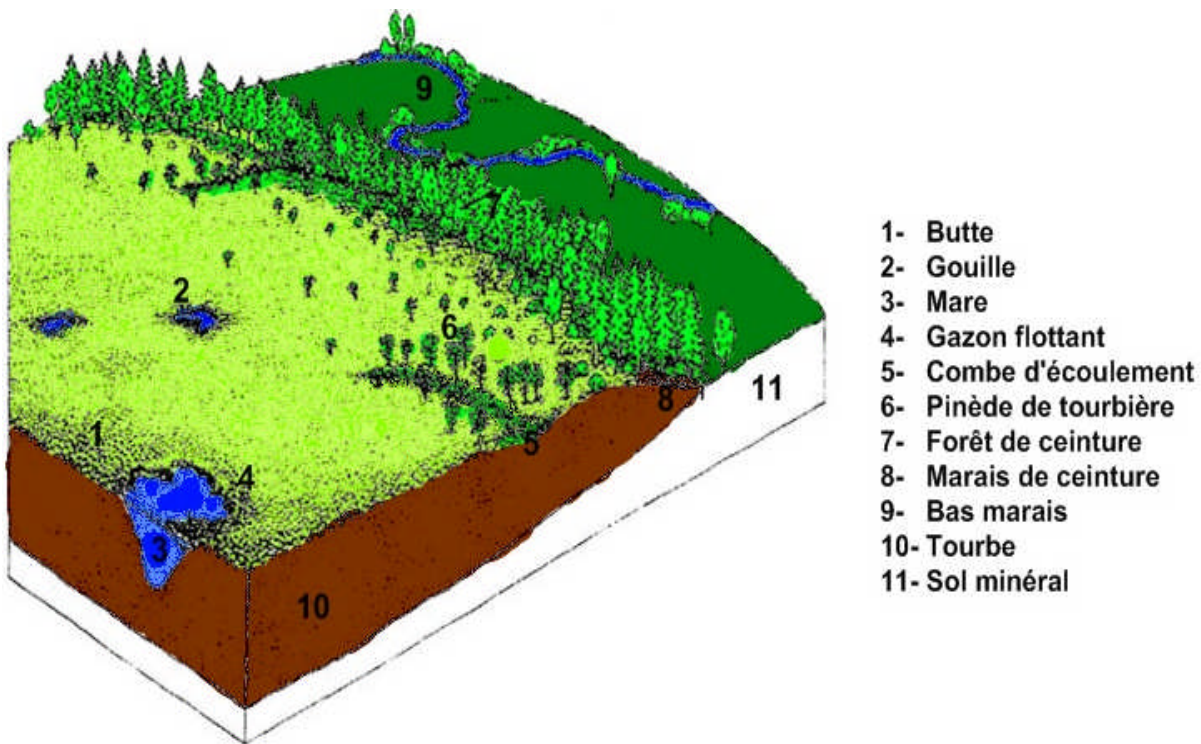 9
7
2
6
11
8
1
5
4
3
10
1- Butte
2- Gouille
3- Mare
4- Gazon flottant
5- Combe d'écoulement
6- Pinède de tourbière
7- Forêt de ceinture
8- Marais de ceinture
9- Bas marais
10- Tourbe
11- Sol minéral